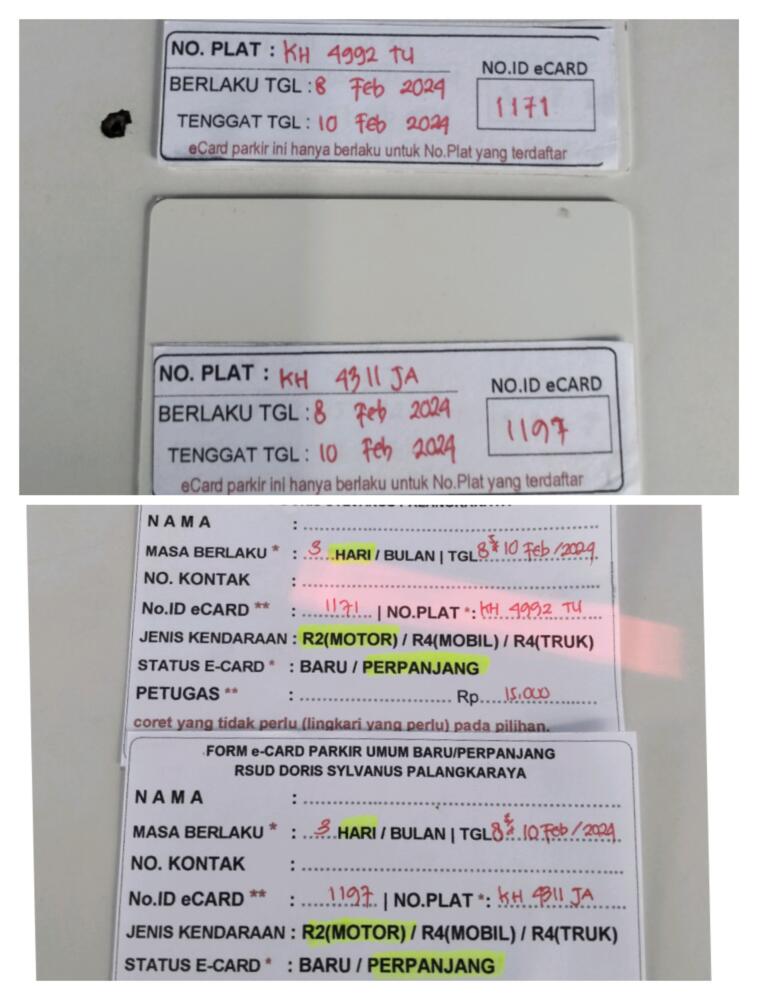 NO. PLAT : KH 4992 TU
NO.ID eCARD
BERLAKU TGL : 8 Feb 2024
1171
TENGGAT TGL : 10 Feb 2024
eCard parkir ini hanya berlaku untuk No.Plat yang terdaftar
NO. PLAT : KH 4311 JA
NO.ID eCARD
BERLAKU TGL : 8 Feb 2024
1197
TENGGAT TGL : 10 Feb 2024
eCard parkir ini hanya berlaku untuk No.Plat yang terdaftar
NAMA : 
MASA BERLAKU * : 3 HARI / BULAN | TGL 8 10 Feb/2024
NO. KONTAK : 
No.ID eCARD ** : 1171 | NO.PLAT *: KH 4992 TU
JENIS KENDARAAN : R2(MOTOR) / R4(MOBIL) / R4(TRUK)
STATUS E-CARD * : BARU / PERPANJANG
PETUGAS ** : Rp 15.000
coret yang tidak perlu (lingkari yang perlu) pada pilihan.
FORM e-CARD PARKIR UMUM BARU/PERPANJANG
RSUD DORIS SYLVANUS PALANGKARAYA
NAMA : 
MASA BERLAKU * : 3 HARI / BULAN | TGL 8 10 Feb/2024
NO. KONTAK : 
No.ID eCARD ** : 1197 | NO.PLAT *: KH 4311 JA
JENIS KENDARAAN : R2(MOTOR) / R4(MOBIL) / R4(TRUK)
STATUS E-CARD * : BARU / PERPANJANG